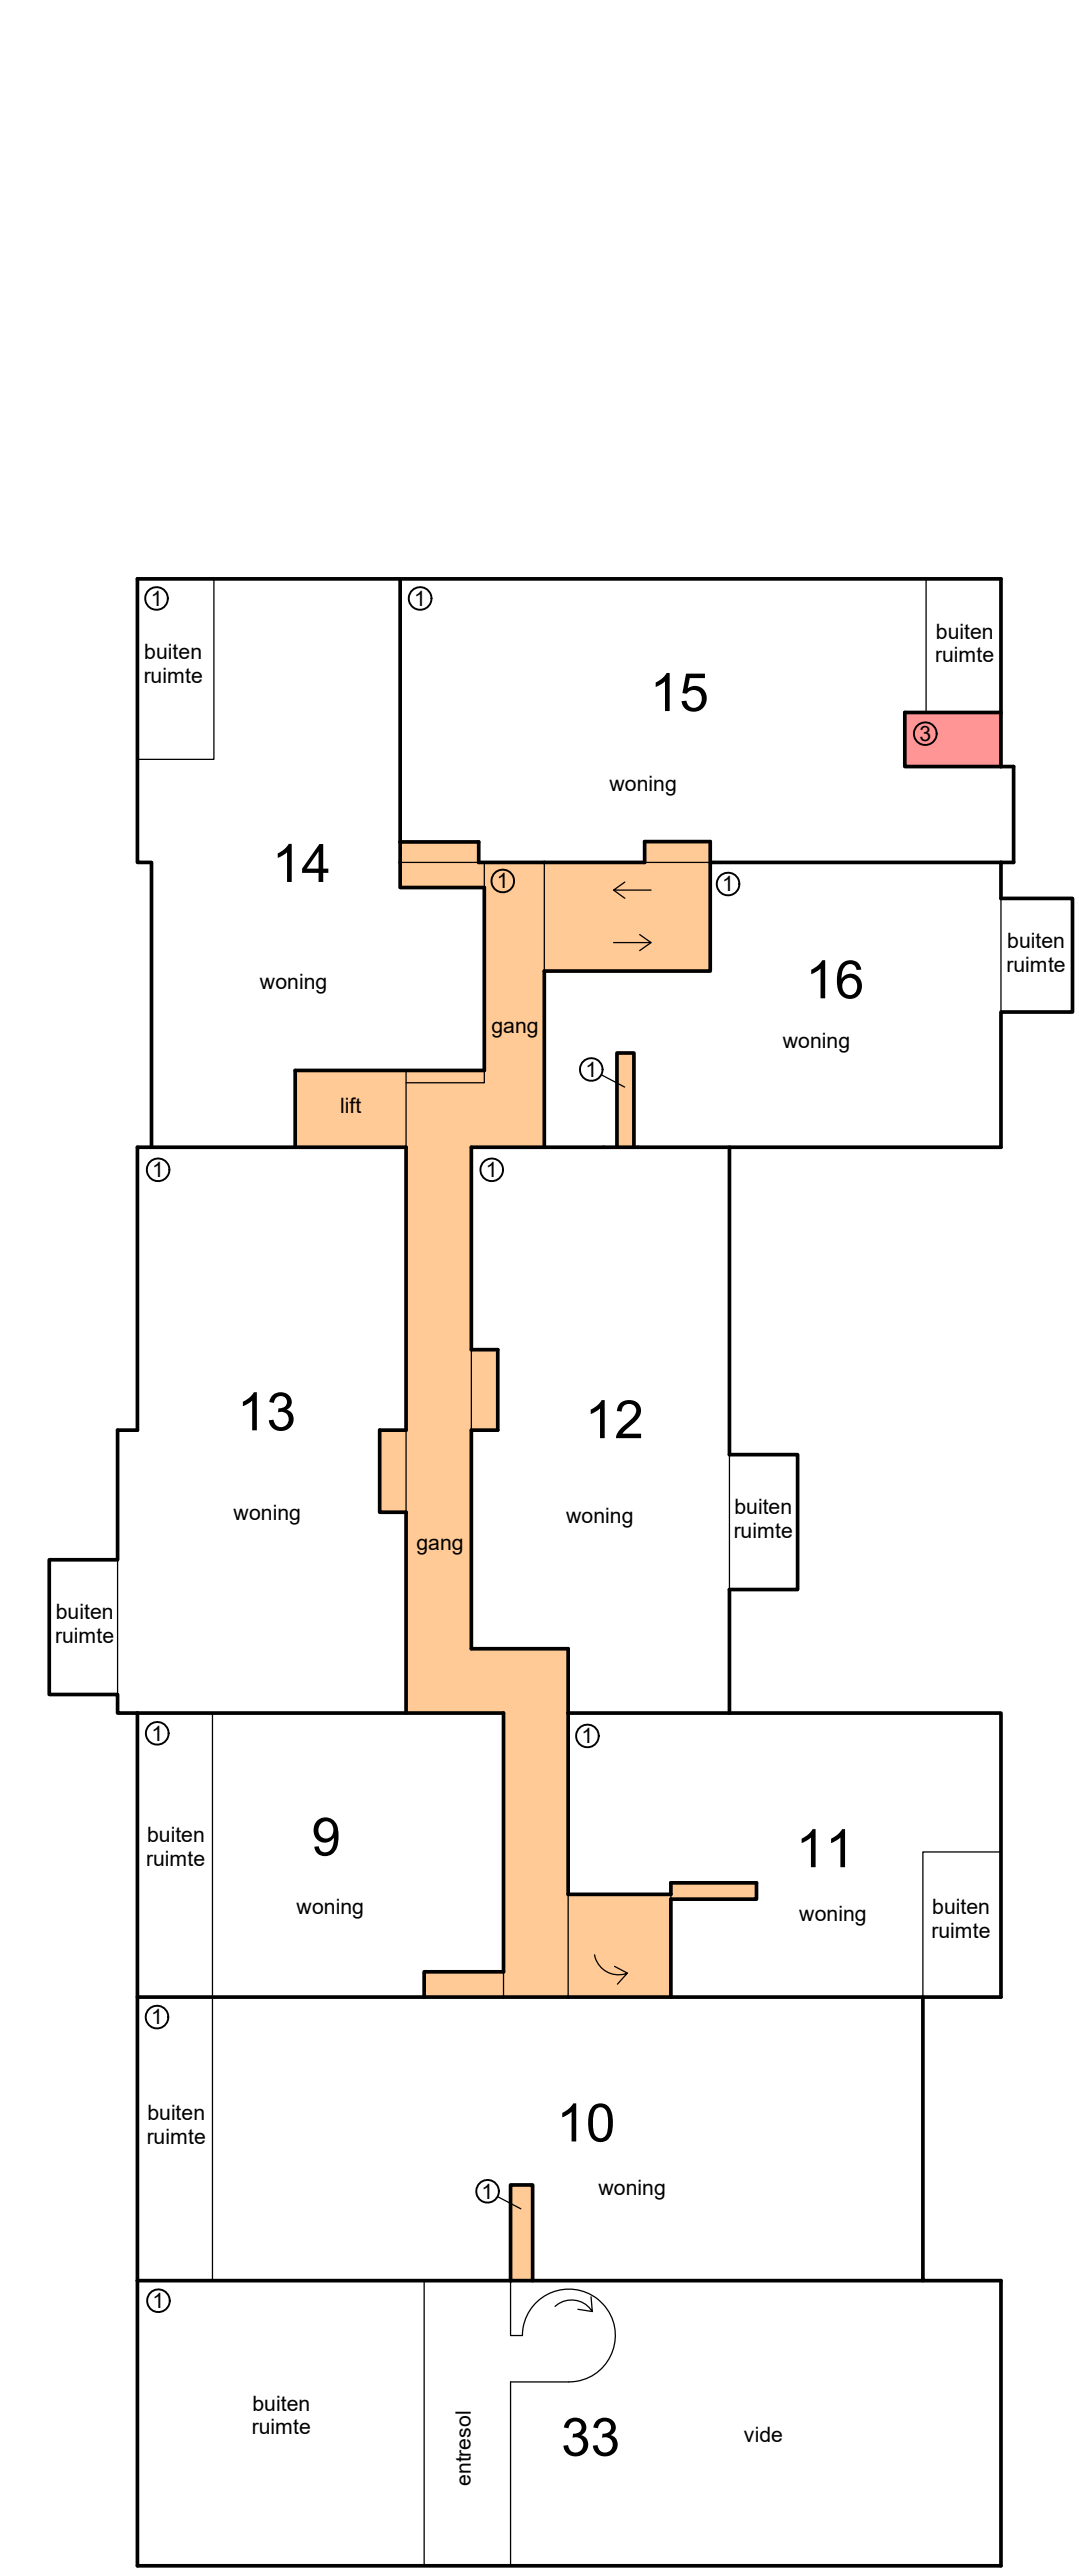 ①
①
buiten
ruimte
buiten
ruimte
15
③
woning
14
①
①
buiten
ruimte
16
woning
gang
woning
①
lift
①
①
13
12
woning
woning
buiten
ruimte
gang
buiten
ruimte
①
①
9
11
buiten
ruimte
woning
woning
buiten
ruimte
①
10
buiten
ruimte
①
woning
①
buiten
ruimte
entresol
33
vide